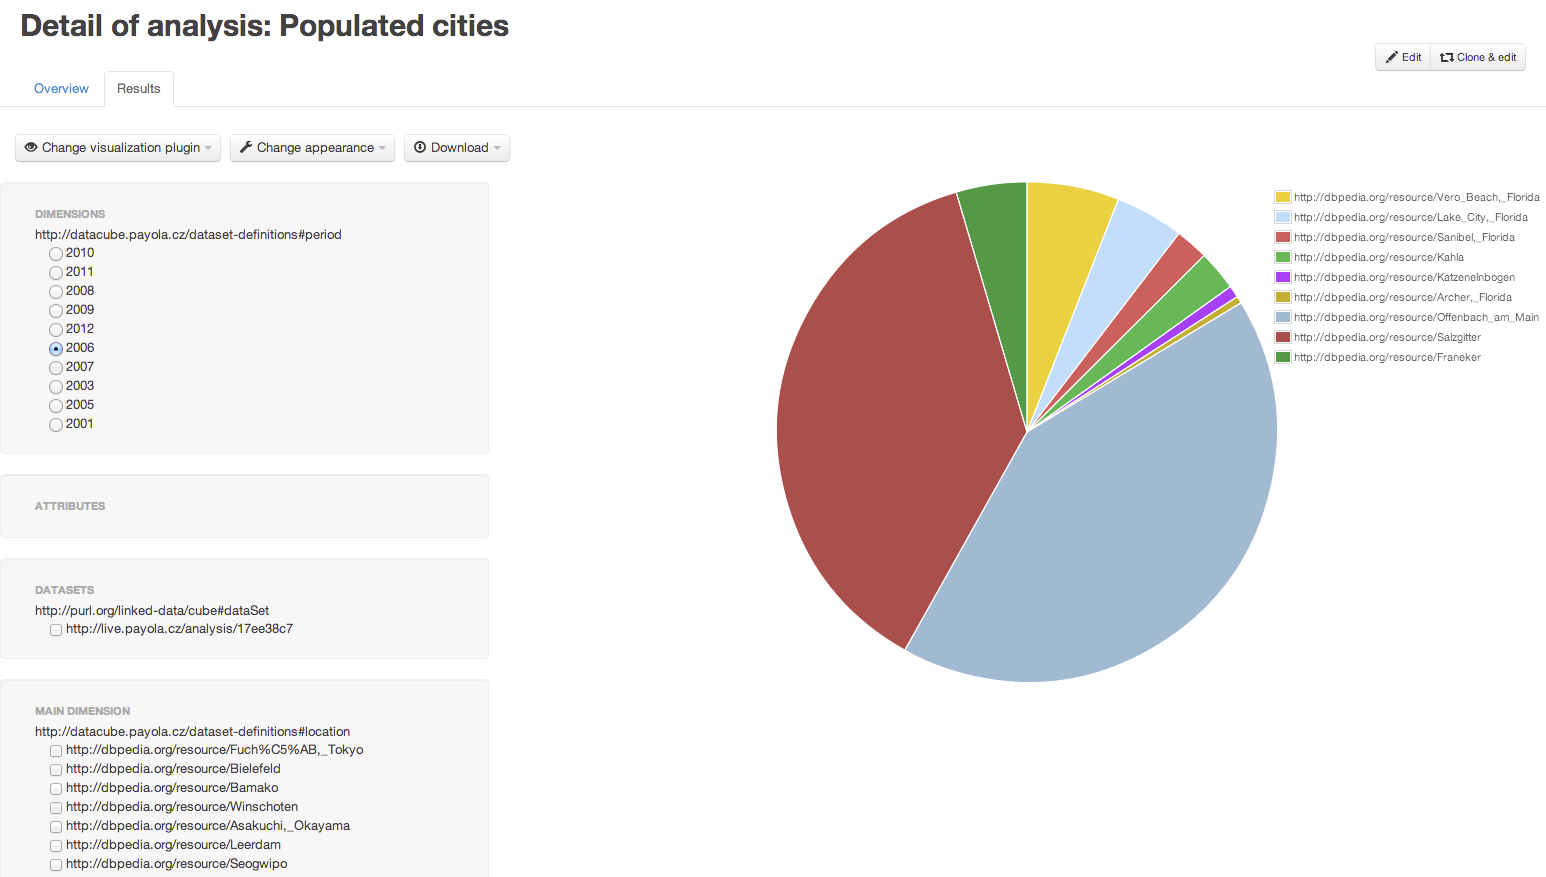 Detail of analysis: Populated cities
Edit
Clone & edit
Overview
Results
Change visualization plugin
Change appearance
Download
DIMENSIONS
http://datacube.payola.cz/dataset-definitions#period
2010
2011
2008
2009
2012
2006
2007
2003
2005
2001
ATTRIBUTES
DATASETS
http://purl.org/linked-data/cube#dataSet
http://live.payola.cz/analysis/17ee38c7
MAIN DIMENSION
http://datacube.payola.cz/dataset-definitions#location
http://dbpedia.org/resource/Fuch%C5%AB,_Tokyo
http://dbpedia.org/resource/Bielefeld
http://dbpedia.org/resource/Bamako
http://dbpedia.org/resource/Winschoten
http://dbpedia.org/resource/Asakuchi,_Okayama
http://dbpedia.org/resource/Leerdam
http://dbpedia.org/resource/Seogwipo
http://dbpedia.org/resource/Vero_Beach,_Florida
http://dbpedia.org/resource/Lake_City,_Florida
http://dbpedia.org/resource/Sanibel,_Florida
http://dbpedia.org/resource/Kahla
http://dbpedia.org/resource/Katzenelnbogen
http://dbpedia.org/resource/Archer,_Florida
http://dbpedia.org/resource/Offenbach_am_Main
http://dbpedia.org/resource/Salzgitter
http://dbpedia.org/resource/Franeker